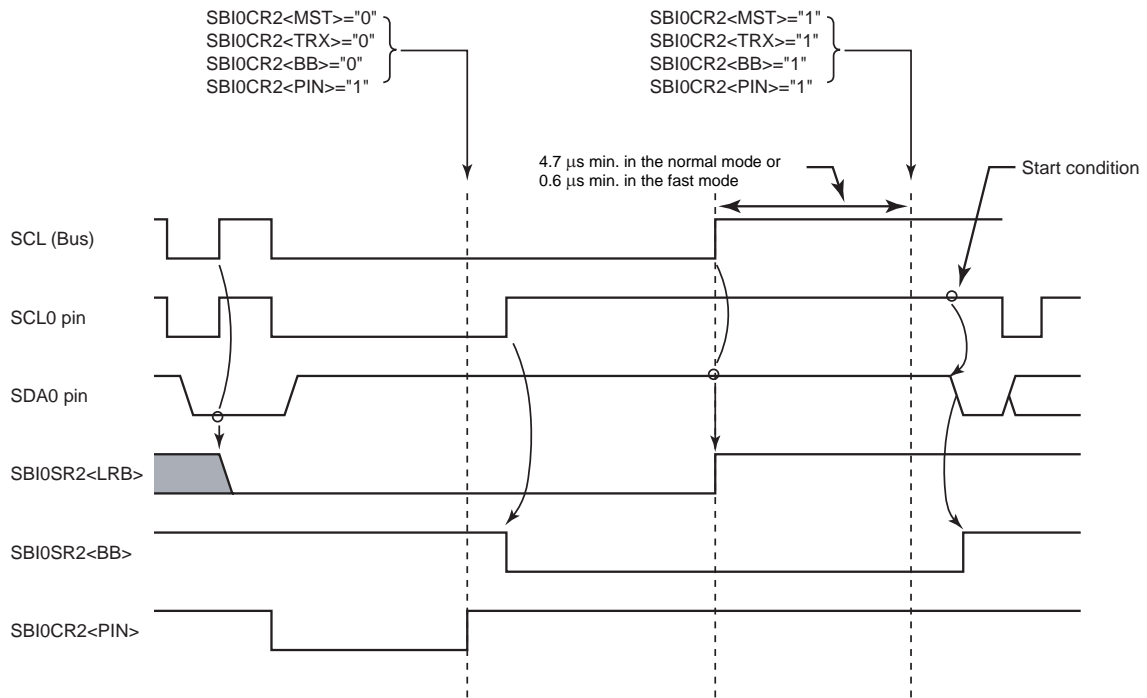 SBI0CR2<MST>="0"
SBI0CR2<TRX>="0"
SBI0CR2<BB>="0"
SBI0CR2<PIN>="1"
SBI0CR2<MST>="1"
SBI0CR2<TRX>="1"
SBI0CR2<BB>="1"
SBI0CR2<PIN>="1"
4.7 μs min. in the normal mode or
0.6 μs min. in the fast mode
Start condition
SCL (Bus)
SCL0 pin
SDA0 pin
SBI0SR2<LRB>
SBI0SR2<BB>
SBI0CR2<PIN>